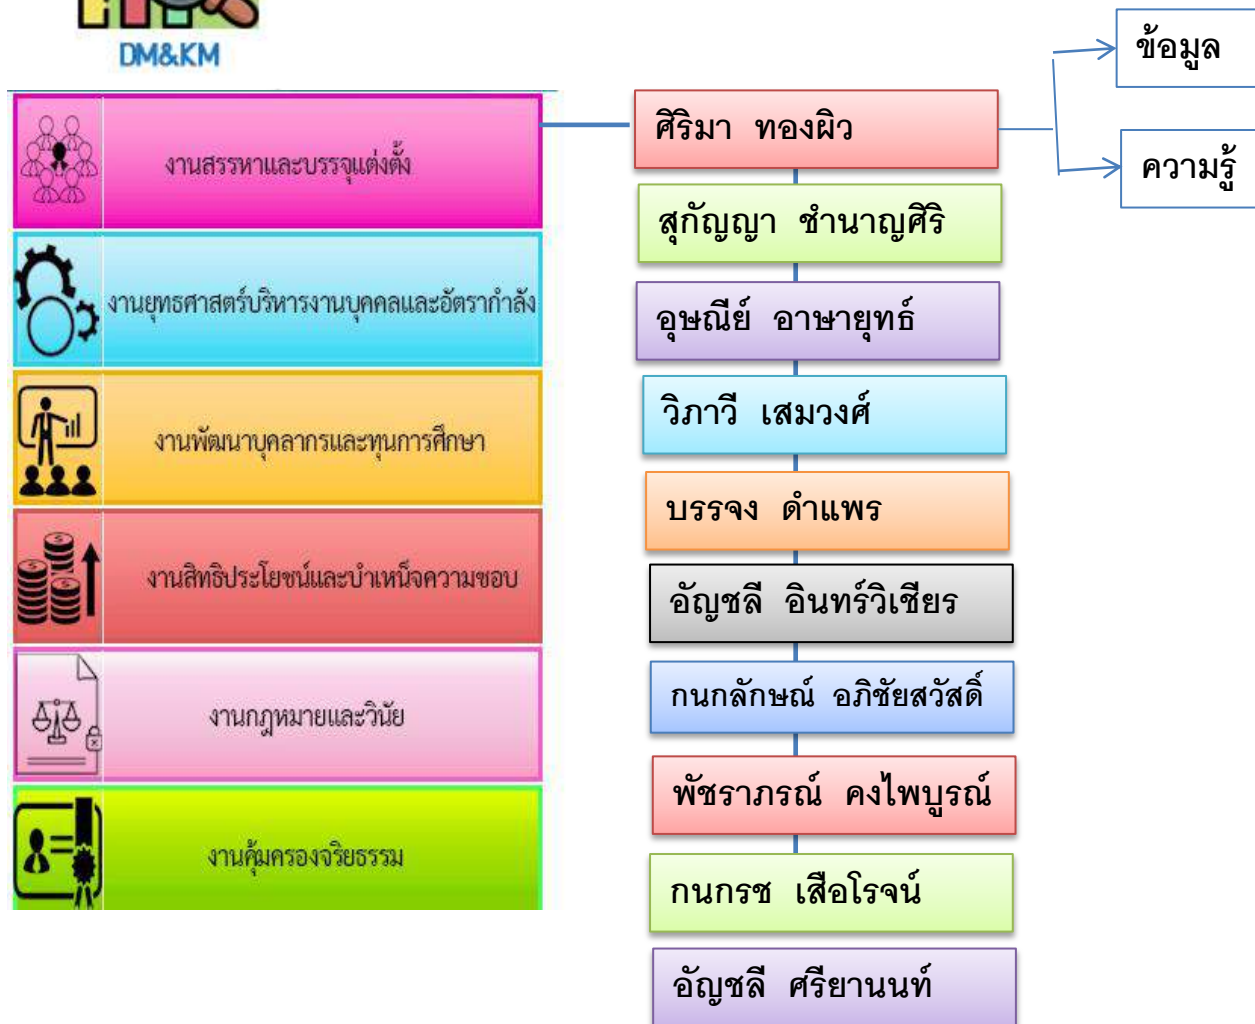 DM&KM
งานสรรหาและบรรจุแต่งตั้ง
งานยุทธศาสตร์บริหารงานบุคคลและอัตรากำลัง
งานพัฒนาบุคลากรและทุนการศึกษา
งานสิทธิประโยชน์และบำเหน็จความชอบ
งานกฎหมายและวินัย
งานคุ้มครองจริยธรรม
ศิริมา ทองผิว
สุกัญญา ชำนาญศิริ
อุษณีย์ อาษายุทธ์
วิภาวี เสมวงศ์
บรรจง ดำแพร
อัญชลี อินทร์วิเชียร
กนกลักษณ์ อภิชัยสวัสดิ์
พัชราภรณ์ คงไพบูรณ์
กนกรช เสือโรจน์
อัญชลี ศรียานนท์
ข้อมูล
ความรู้